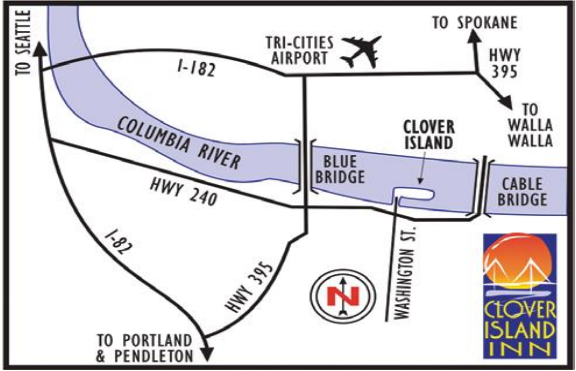 TO SEATTLE
I-182
TRI-CITIES
AIRPORT
TO SPOKANE
HWY
395
TO
WALLA
WALLA
COLUMBIA RIVER
BLUE
BRIDGE
CLOVER
ISLAND
CABLE
BRIDGE
HWY 240
I-82
HWY 395
WASHINGTON ST.
N
TO PORTLAND
& PENDLETON
CLOVER
ISLAND
INN